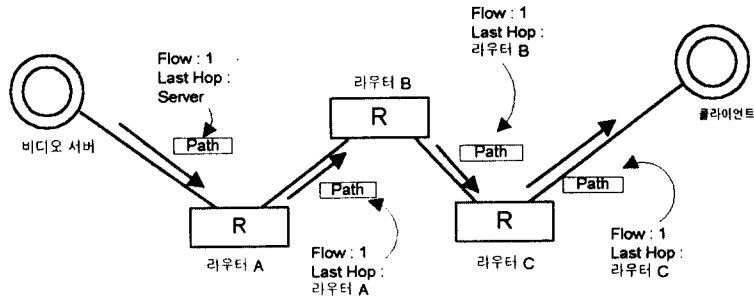 Flow : 1
Last Hop :
Server
Path
비디오 서버
R
라우터 A
Path
Flow : 1
Last Hop :
라우터 A
라우터 B
R
Flow : 1
Last Hop :
라우터 B
Path
R
라우터 C
Path
Flow : 1
Last Hop :
라우터 C
클라이언트